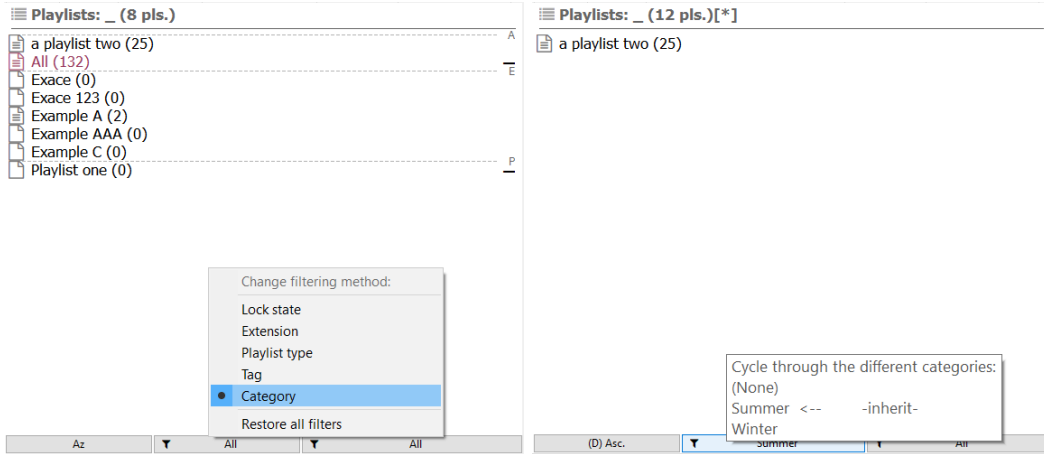 Playlists: _ (8 pls.)
A
a playlist two (25)
All (132)
E
Exace (0)
Exace 123 (0)
Example A (2)
Example AAA (0)
Example C (0)
P
Playlist one (0)
Change filtering method:
Lock state
Extension
Playlist type
Tag
Category
Restore all filters
Az
All
All
Playlists: _ (12 pls.)[*]
a playlist two (25)
Cycle through the different categories:
(None)
Summer <-- -inherit-
Winter
(D) Asc.
Summer
All